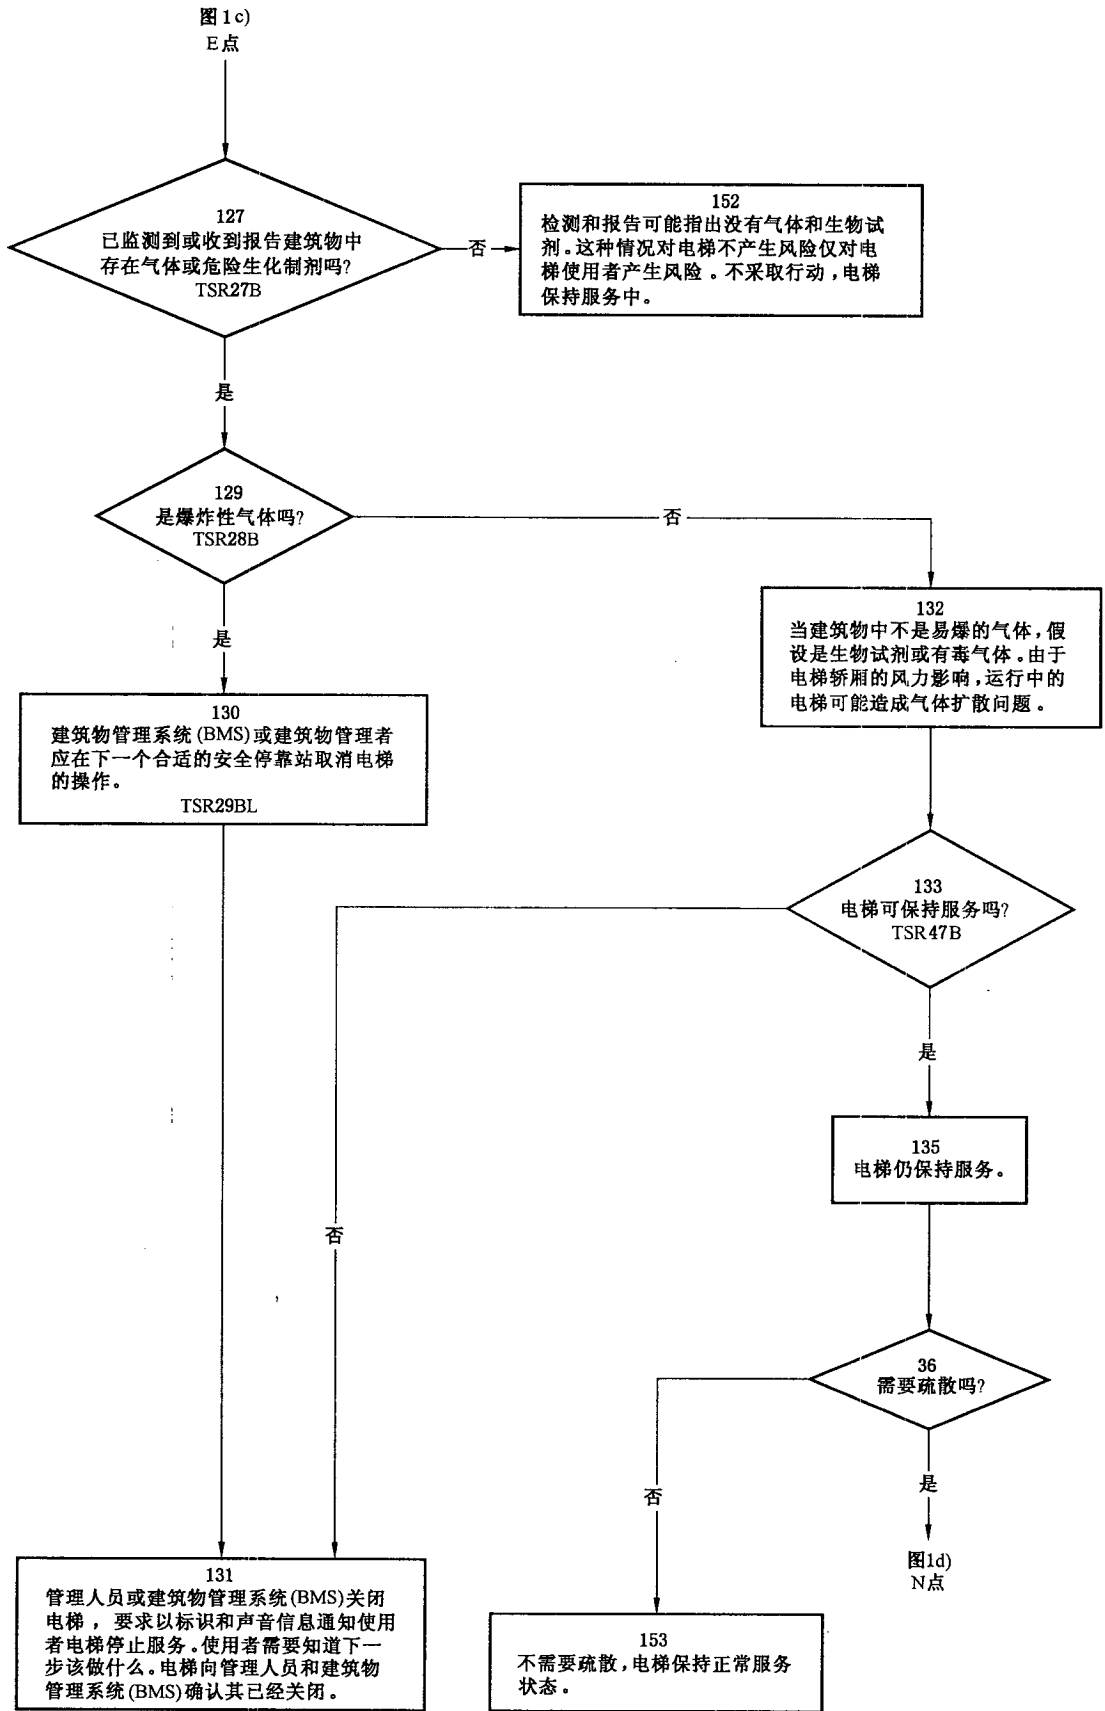 图1c)
E点
127
已监测到或收到报告建筑物中
存在气体或危险生化制剂吗?
TSR27B
否
152
检测和报告可能指出没有气体和生物试
剂。这种情况对电梯不产生风险仅对电
梯使用者产生风险。不采取行动,电梯
保持服务中。
是
129
是爆炸性气体吗?
TSR28B
否
是
132
当建筑物中不是易爆的气体,假
设是生物试剂或有毒气体。由于
电梯轿厢的风力影响,运行中的
电梯可能造成气体扩散问题。
130
建筑物管理系统(BMS)或建筑物管理者
应在下一个合适的安全停靠站取消电梯
的操作。
TSR29BL
133
电梯可保持服务吗?
TSR47B
是
135
电梯仍保持服务。
否
36
需要疏散吗?
是
否
图1d)
N点
131
管理人员或建筑物管理系统(BMS)关闭
电梯,要求以标识和声音信息通知使用
者电梯停止服务。使用者需要知道下一
步该做什么。电梯向管理人员和建筑物
管理系统(BMS)确认其已经关闭。
153
不需要疏散,电梯保持正常服务
状态。